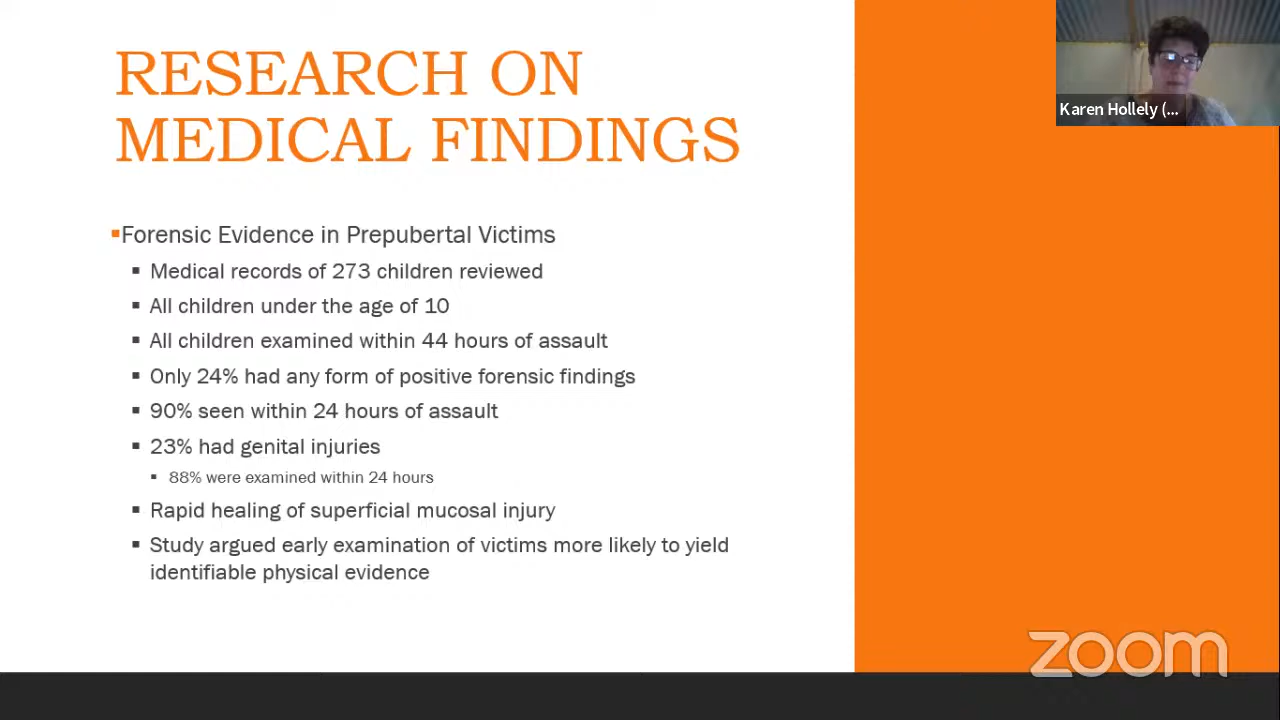 RESEARCH ON
MEDICAL FINDINGS
Forensic Evidence in Prepubertal Victims
Medical records of 273 children reviewed
All children under the age of 10
All children examined within 44 hours of assault
Only 24% had any form of positive forensic findings
90% seen within 24 hours of assault
23% had genital injuries
88% were examined within 24 hours
Rapid healing of superficial mucosal injury
Study argued early examination of victims more likely to yield
identifiable physical evidence
Karen Hollely (...
zoom